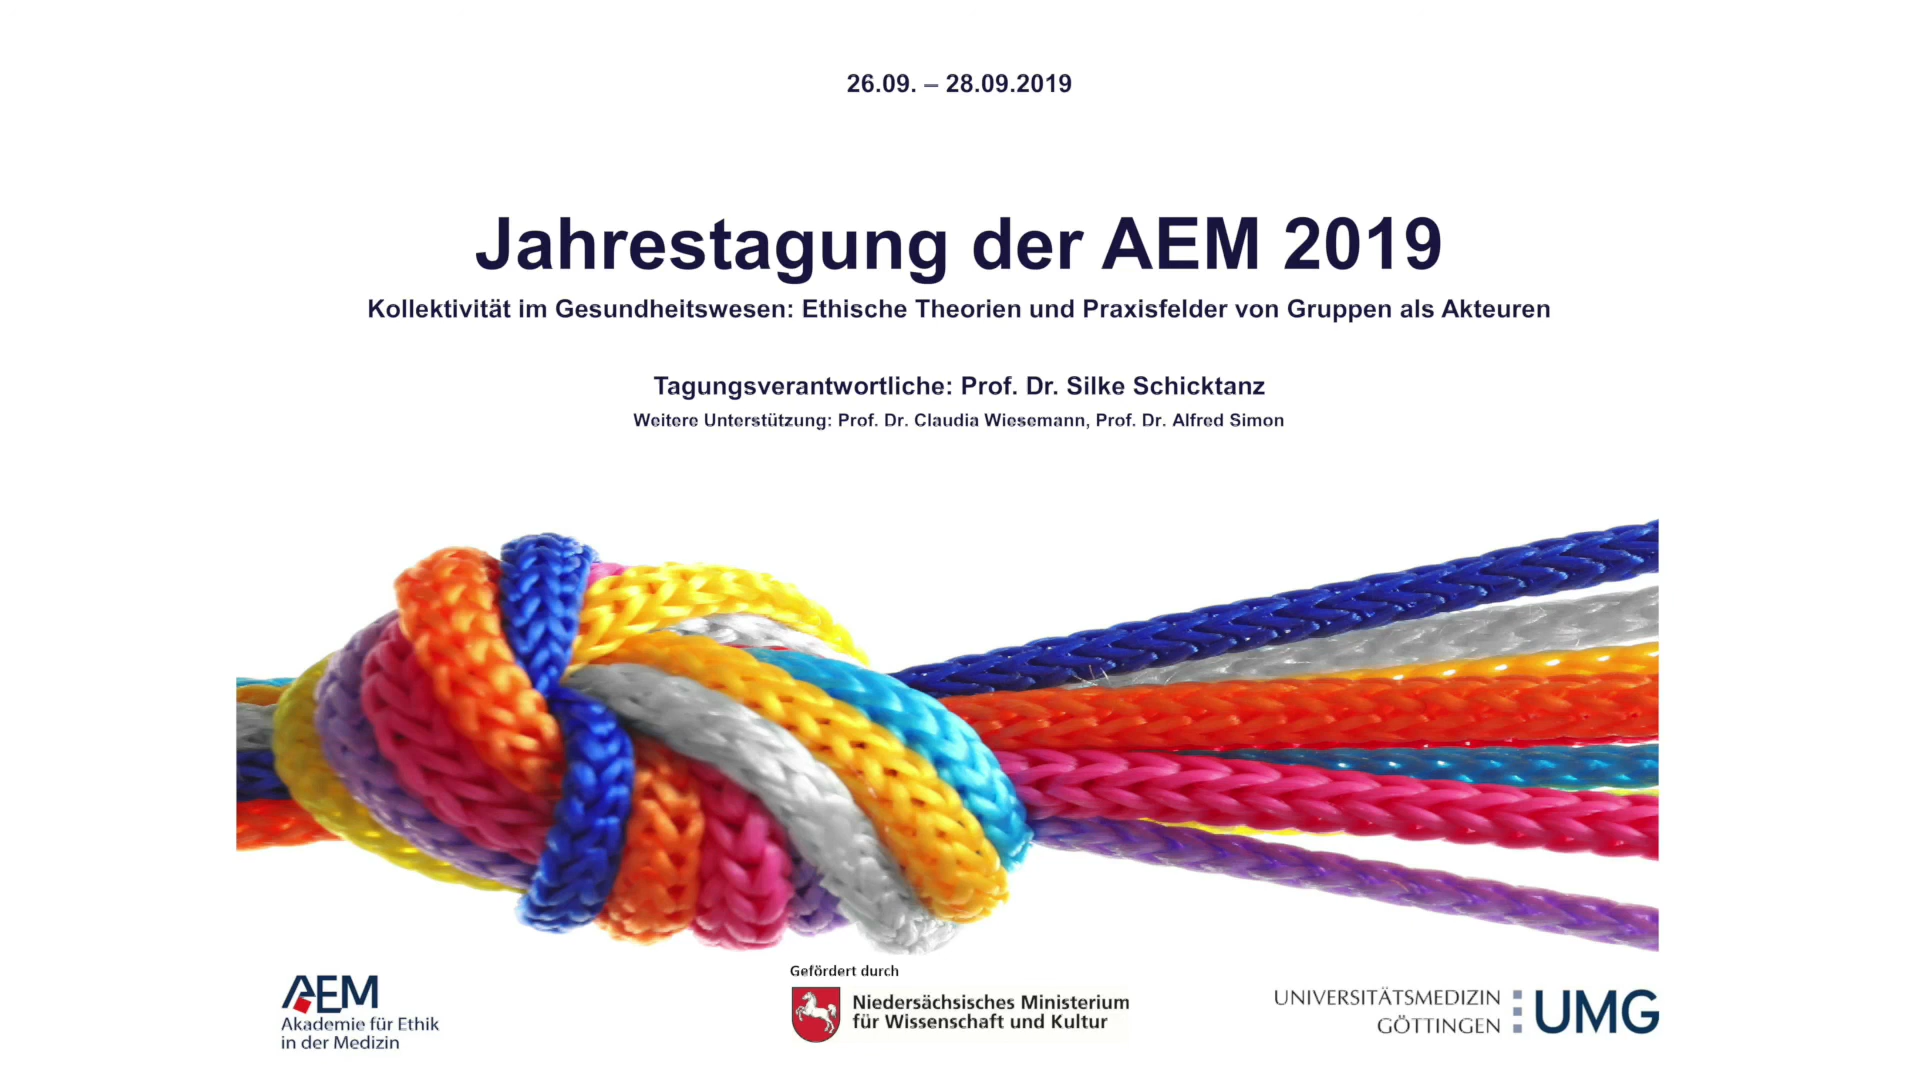 26.09. – 28.09.2019
Jahrestagung der AEM 2019
Kollektivität im Gesundheitswesen: Ethische Theorien und Praxisfelder von Gruppen als Akteuren
Tagungsverantwortliche: Prof. Dr. Silke Schicktanz
Weitere Unterstützung: Prof. Dr. Claudia Wiesemann, Prof. Dr. Alfred Simon
AEM
Akademie für Ethik
in der Medizin
Gefördert durch
Niedersächsisches Ministerium
für Wissenschaft und Kultur
UNIVERSITÄTSMEDIZIN
GÖTTINGEN
UMG